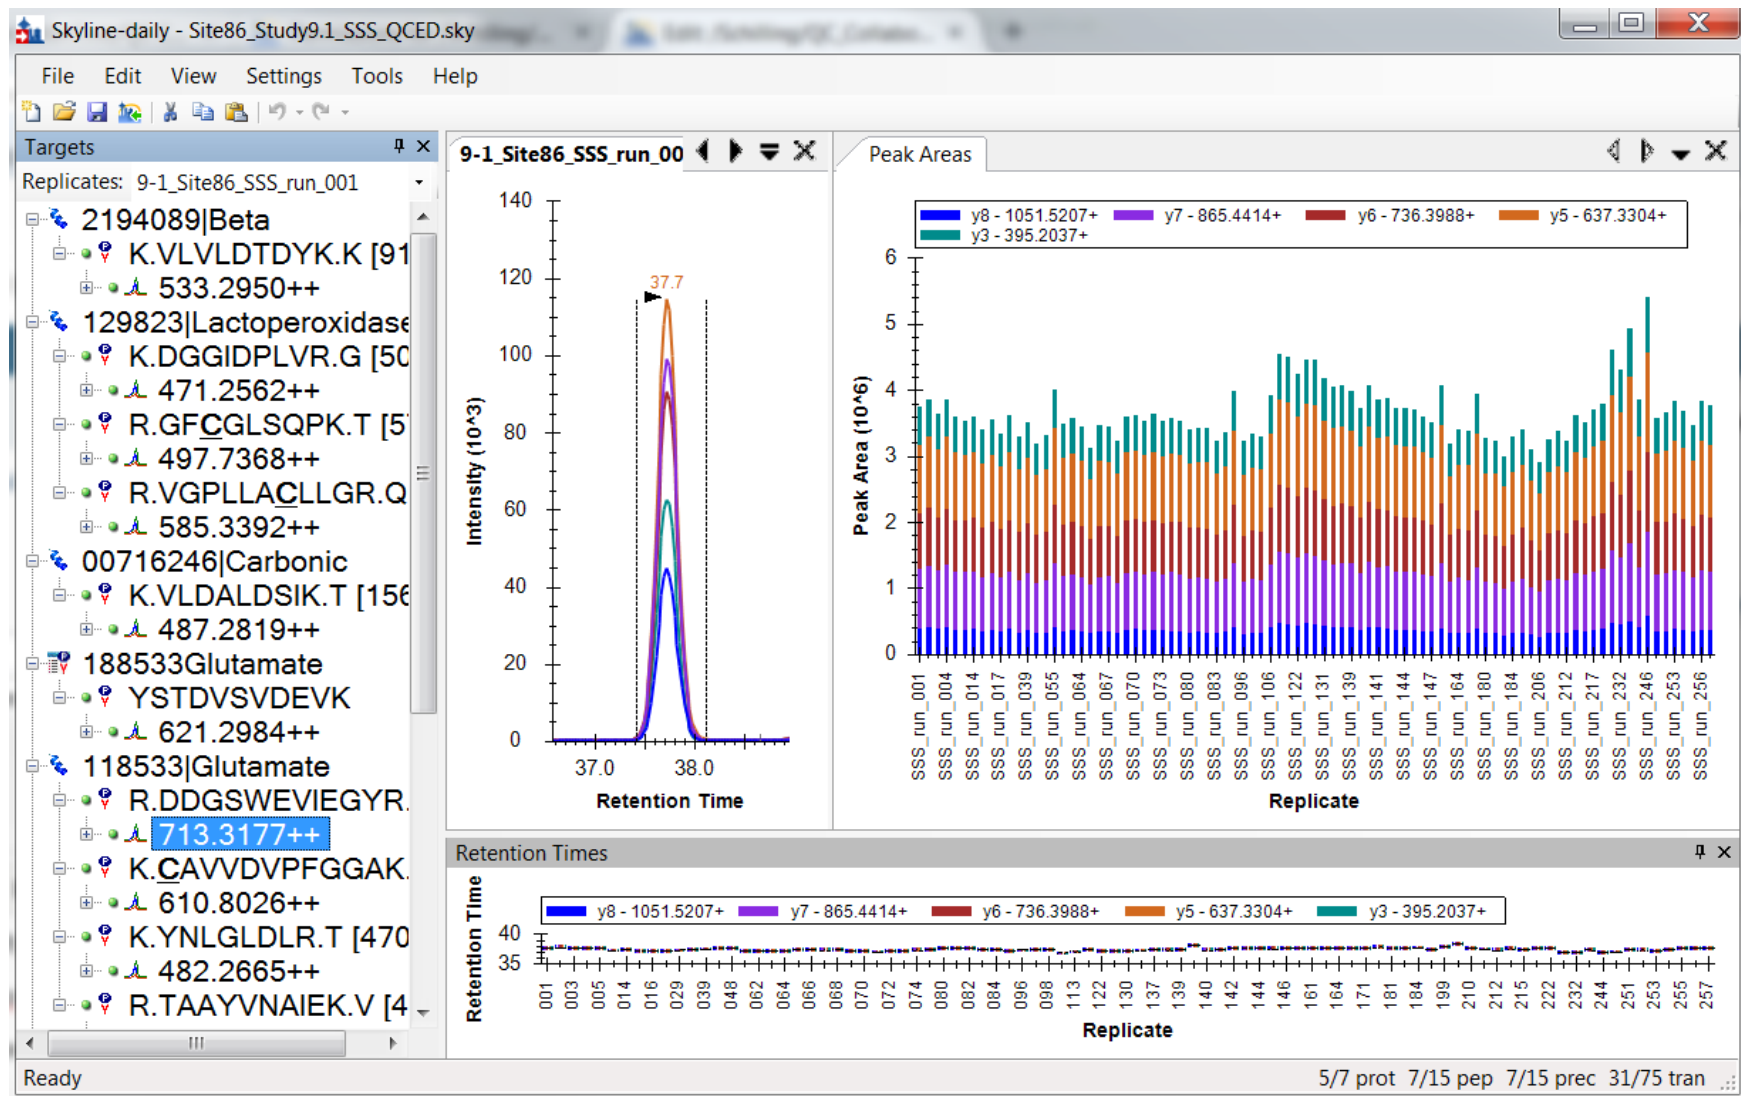 Skyline-daily - Site86_Study9.1_SSS_QCED.sky
File Edit View Settings Tools Help
Targets
Replicates: 9-1_Site86_SSS_run_001
2194089|Beta
K.VLVLDTDYK.K [91
533.2950++
129823|Lactoperoxidase
K.DGGIDPLVR.G [50
471.2562++
R.GFCGLSQPK.T [5
497.7368++
R.VGPLLACLLGR.Q
585.3392++
00716246|Carbonic
K.VLDALDSIK.T [156
487.2819++
188533Glutamate
YSTDVSVDEVK
621.2984++
118533|Glutamate
R.DDGSWEVIEGYR.
713.3177++
K.CAVVDVPFGGAK.
610.8026++
K.YNLGLDLR.T [470
482.2665++
R.TAAYVNAIEK.V [4
9-1_Site86_SSS_run_00
140
120
100
80
60
40
20
0
37.7
Intensity (10^3)
37.0 38.0
Retention Time
Peak Areas
y8 - 1051.5207+ y7 - 865.4414+ y6 - 736.3988+ y5 - 637.3304+
y3 - 395.2037+
6
5
4
3
2
1
0
Peak Area (10^6)
SSS_run_001 SSS_run_004 SSS_run_014 SSS_run_017 SSS_run_039 SSS_run_055 SSS_run_064 SSS_run_067 SSS_run_070 SSS_run_073 SSS_run_080 SSS_run_083 SSS_run_096 SSS_run_106 SSS_run_122 SSS_run_131 SSS_run_139 SSS_run_141 SSS_run_144 SSS_run_147 SSS_run_164 SSS_run_180 SSS_run_184 SSS_run_206 SSS_run_212 SSS_run_217 SSS_run_232 SSS_run_246 SSS_run_253 SSS_run_256
Replicate
Retention Times
y8 - 1051.5207+ y7 - 865.4414+ y6 - 736.3988+ y5 - 637.3304+ y3 - 395.2037+
40
35
Retention Time
001 003 005 014 016 029 039 048 062 064 066 068 070 072 074 080 082 084 096 098 113 122 130 137 139 140 142 144 146 161 164 171 181 184 199 210 212 215 222 232 244 251 253 255 257
Replicate
Ready
5/7 prot 7/15 pep 7/15 prec 31/75 tran